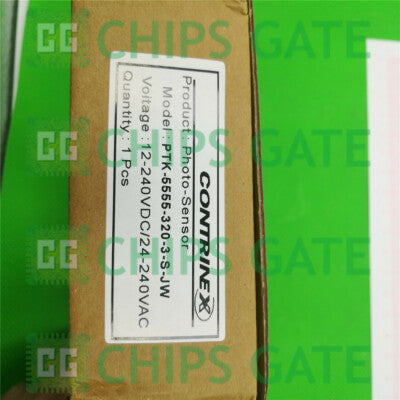 CONTRINEX
Product : Photo-Sensor
Model : PTK-5555-320-3-S-JW
Voltage : 12-240VDC/24-240VAC
Quantity : 1 Pcs
CHIPS GATE
CHIPS GATE
CHIPS GATE
CHIPS GATE